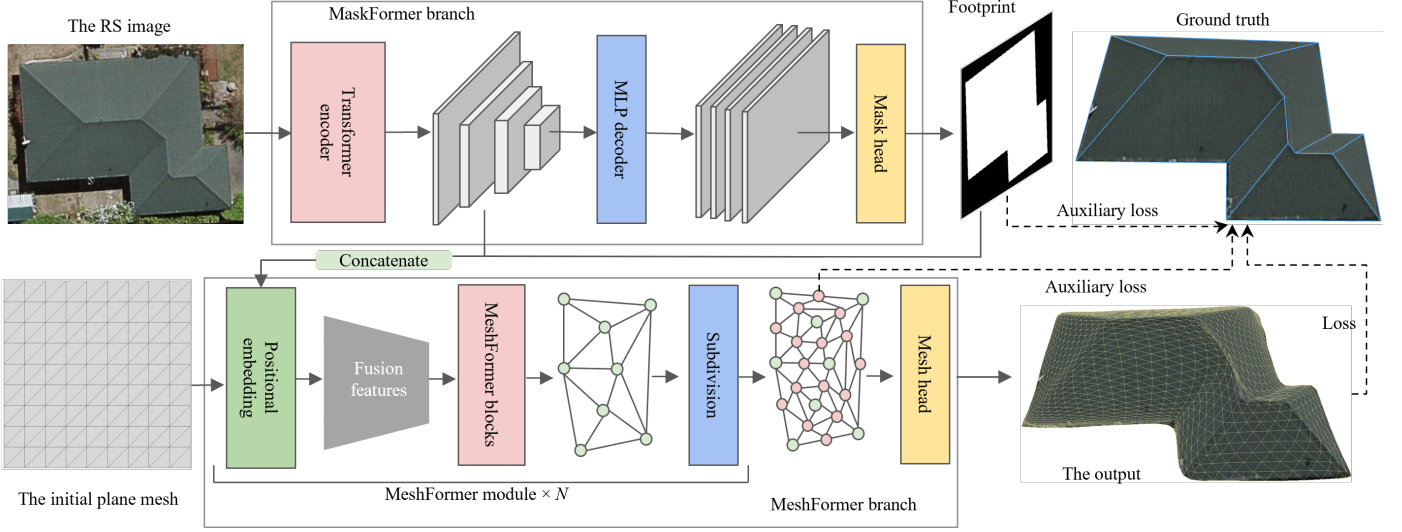 The RS image
MaskFormer branch
Transformer
encoder
MLP decoder
Mask head
Footprint
Ground truth
Auxiliary loss
Concatenate
Positional
embedding
Fusion
features
MeshFormer blocks
Subdivision
Mesh head
Auxiliary loss
Loss
The output
The initial plane mesh
MeshFormer module × N
MeshFormer branch